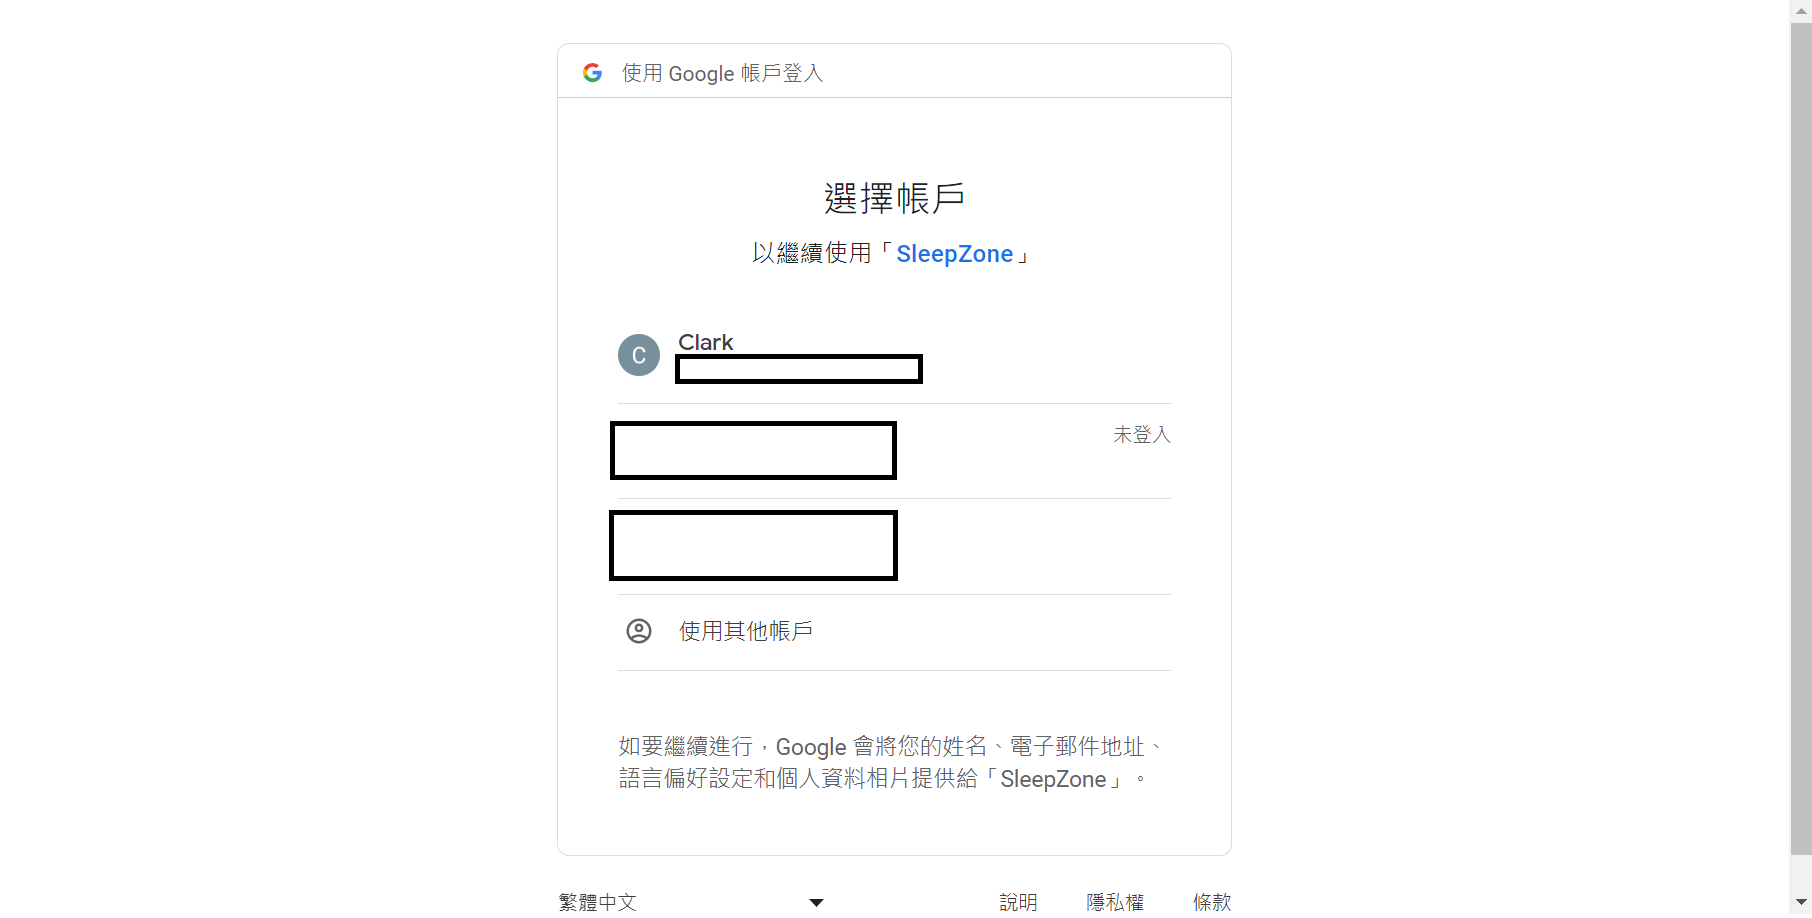 使用 Google 帳戶登入
選擇帳戶
以繼續使用「SleepZone」
C
Clark
未登入
使用其他帳戶
如要繼續進行，Google 會將您的姓名、電子郵件地址、
語言偏好設定和個人資料相片提供給「SleepZone」。
繁體中文
說明
隱私權
條款